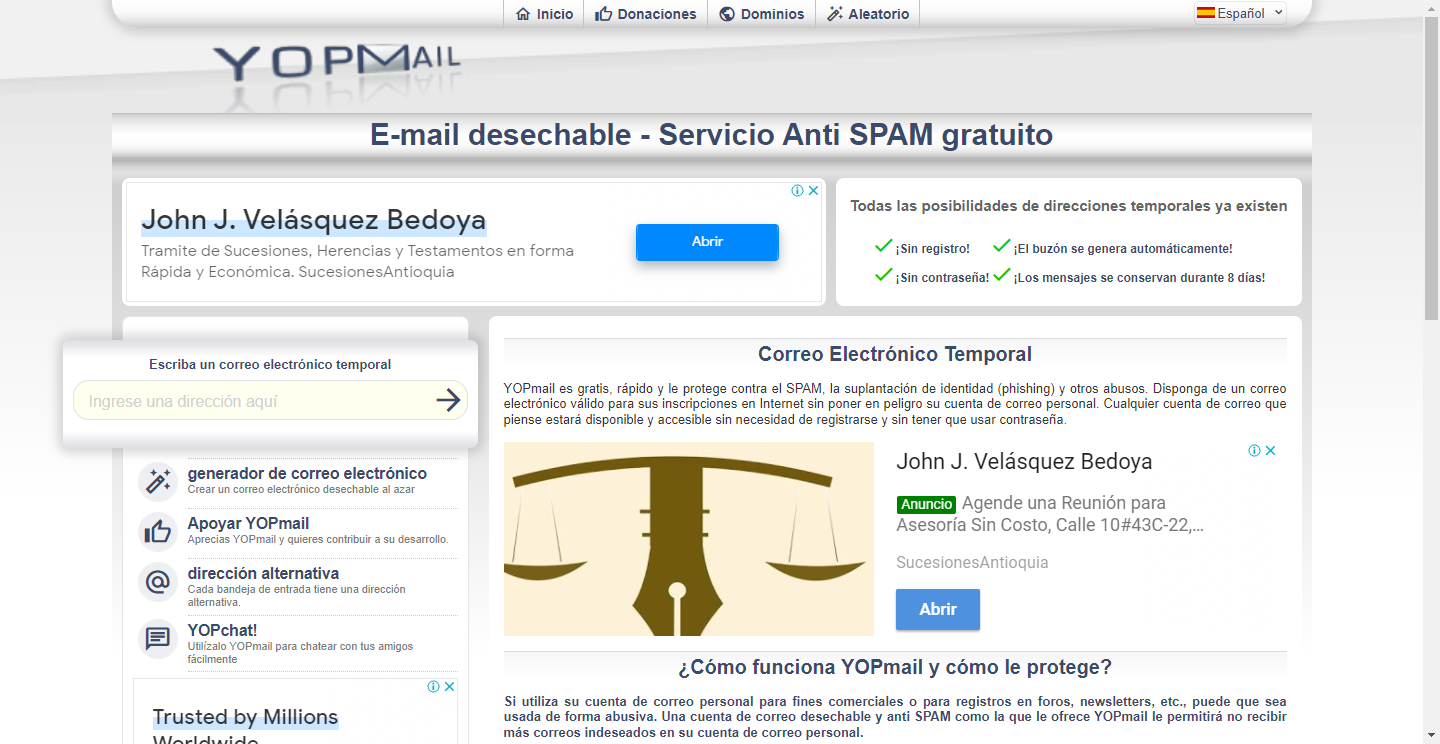 Inicio
Donaciones
Dominios
Aleatorio
Español
YOPMAIL
E-mail desechable - Servicio Anti SPAM gratuito
John J. Velásquez Bedoya
Tramite de Sucesiones, Herencias y Testamentos en forma
Rápida y Económica. SucesionesAntioquia
Abrir
Todas las posibilidades de direcciones temporales ya existen
¡Sin registro!
¡El buzón se genera automáticamente!
¡Sin contraseña!
¡Los mensajes se conservan durante 8 días!
Escriba un correo electrónico temporal
Ingrese una dirección aquí
generador de correo electrónico
Crear un correo electrónico desechable al azar
Apoyar YOPmail
Aprecias YOPmail y quieres contribuir a su desarrollo.
dirección alternativa
Cada bandeja de entrada tiene una dirección
alternativa.
YOPchat!
Utilízalo YOPmail para chatear con tus amigos
fácilmente
Trusted by Millions
Worldwide
Correo Electrónico Temporal
YOPmail es gratis, rápido y le protege contra el SPAM, la suplantación de identidad (phishing) y otros abusos. Disponga de un correo
electrónico válido para sus inscripciones en Internet sin poner en peligro su cuenta de correo personal. Cualquier cuenta de correo que
piense estará disponible y accesible sin necesidad de registrarse y sin tener que usar contraseña.
John J. Velásquez Bedoya
Anuncio Agende una Reunión para
Asesoría Sin Costo, Calle 10#43C-22,...
SucesionesAntioquia
Abrir
¿Cómo funciona YOPmail y cómo le protege?
Si utiliza su cuenta de correo personal para fines comerciales o para registros en foros, newsletters, etc., puede que sea
usada de forma abusiva. Una cuenta de correo desechable y anti SPAM como la que le ofrece YOPmail le permitirá no recibir
más correos indeseados en su cuenta de correo personal.